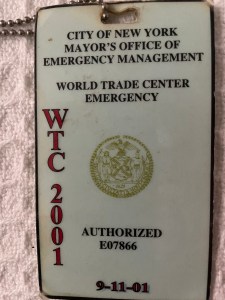 CITY OF NEW YORK
MAYOR'S OFFICE OF
EMERGENCY MANAGEMENT
WORLD TRADE CENTER
EMERGENCY
WTC 2001
AUTHORIZED
E07866
9-11-01